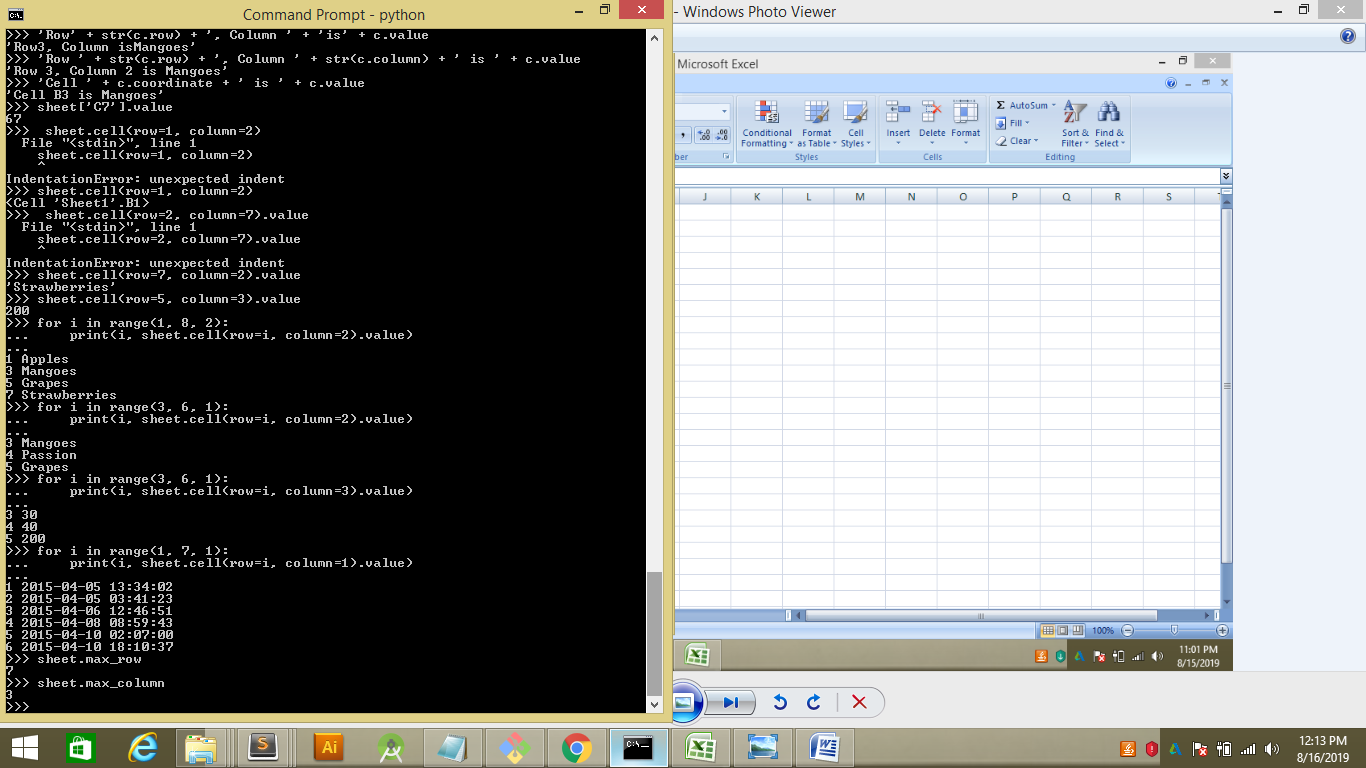 Command Prompt - python
>>> 'Row' + str(c.row) + ', Column ' + 'is' + c.value
'Row3, Column isMangoes'
>>> 'Row ' + str(c.row) + ', Column ' + str(c.column) + ' is ' + c.value
'Row 3, Column 2 is Mangoes'
>>> 'Cell ' + c.coordinate + ' is ' + c.value
'Cell B3 is Mangoes'
>>> sheet['C7'].value
67
>>>  sheet.cell(row=1, column=2)
  File "<stdin>", line 1
    sheet.cell(row=1, column=2)
    ^
IndentationError: unexpected indent
>>> sheet.cell(row=1, column=2)
<Cell 'Sheet1'.B1>
>>>  sheet.cell(row=2, column=7).value
  File "<stdin>", line 1
    sheet.cell(row=2, column=7).value
    ^
IndentationError: unexpected indent
>>> sheet.cell(row=7, column=2).value
'Strawberries'
>>> sheet.cell(row=5, column=3).value
200
>>> for i in range(1, 8, 2):
...     print(i, sheet.cell(row=i, column=2).value)
...
1 Apples
3 Mangoes
5 Grapes
7 Strawberries
>>> for i in range(3, 6, 1):
...     print(i, sheet.cell(row=i, column=2).value)
...
3 Mangoes
4 Passion
5 Grapes
>>> for i in range(3, 6, 1):
...     print(i, sheet.cell(row=i, column=3).value)
...
3 30
4 40
5 200
>>> for i in range(1, 7, 1):
...     print(i, sheet.cell(row=i, column=1).value)
...
1 2015-04-05 13:34:02
2 2015-04-05 03:41:23
3 2015-04-06 12:46:51
4 2015-04-08 08:59:43
5 2015-04-10 02:07:00
6 2015-04-10 18:10:37
>>> sheet.max_row
7
>>> sheet.max_column
3
>>>
- Windows Photo Viewer
Microsoft Excel
Conditional Formatting
Format as Table
Cell Styles
Insert
Delete
Format
Σ AutoSum
Fill
Clear
Sort & Filter
Find & Select
ber
Styles
Cells
Editing
J K L M N O P Q R S
100%
11:01 PM
8/15/2019
Ai
W
12:13 PM
8/16/2019